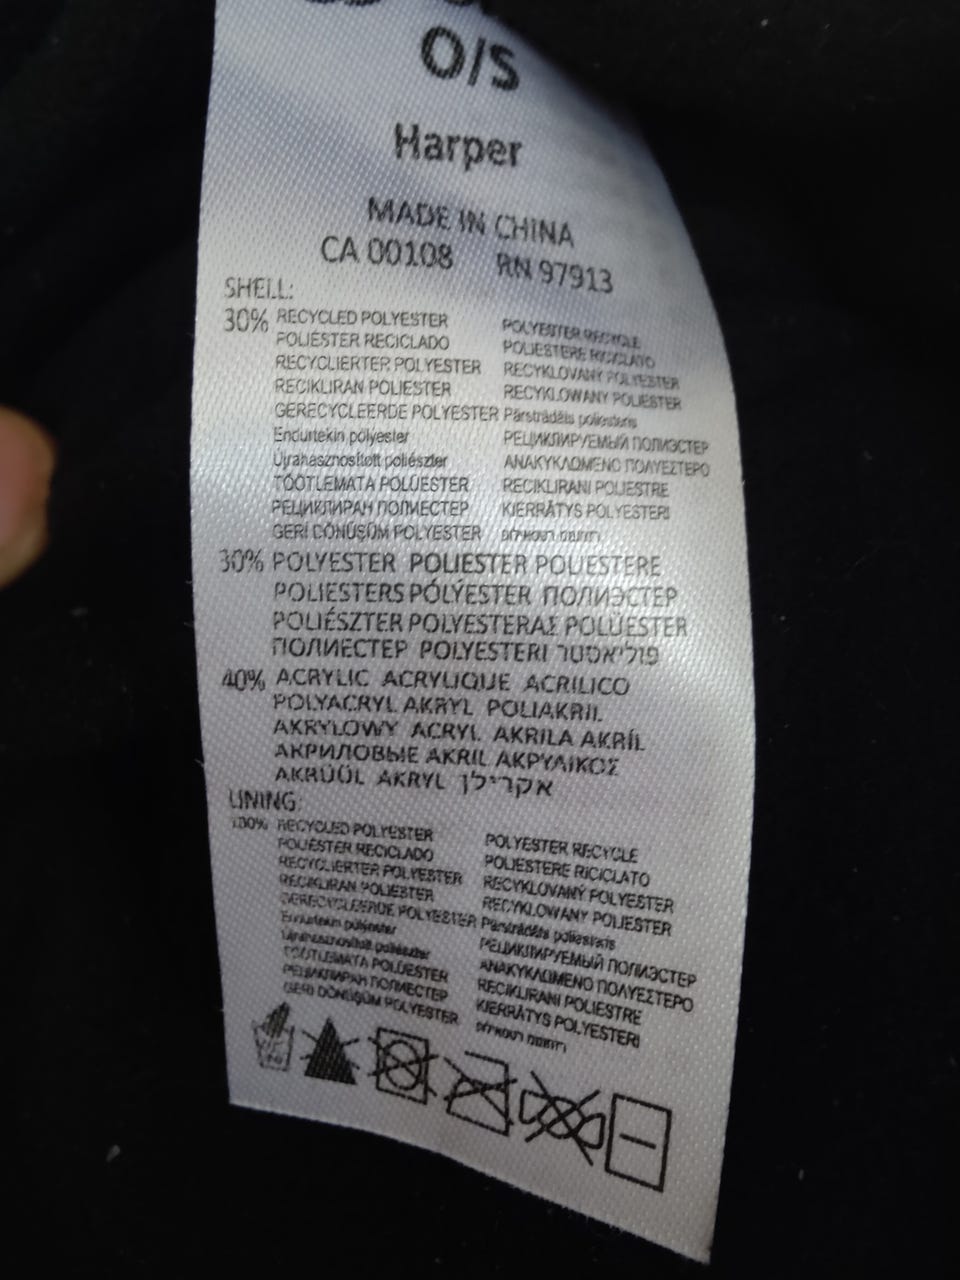 O/S
Harper
MADE IN CHINA
CA 00108 RN 97913
SHELL:
30% RECYCLED POLYESTER POLYESTER RECYCLE
POLIESTER RECICLADO POLIESTERE RICICLATO
RECYCLIERTER POLYESTER RECYKLOVANÝ POLYESTER
RECIKLIRAN POLIESTER RECYKLOWANY POLIESTER
GERECYCLEERDE POLYESTER Pārstrādāts poliesteris
Endurtekin pólýester РЕЦИКЛИРУЕМЫЙ ПОЛИЭСТЕР
Újrahasznosított poliészter ΑΝΑΚΥΚΛΩΜΕΝΟ ΠΟΛΥΕΣΤΕΡΟ
TÖÖTLEMATA POLÜESTER RECIKLIRANI POLIESTRE
РЕЦИКЛИРАН ПОЛИЕСТЕР KIERRÄTYS POLYESTERI
GERİ DÖNÜŞÜM POLYESTER
30% POLYESTER POLIESTER POLIESTERE
POLIESTERS PÓLÝESTER ПОЛИЭСТЕР
POLIÉSZTER POLYESTERAΣ POLÜESTER
ПОЛИЕСТЕР POLYESTERI פוליאסטר
40% ACRYLIC ACRYLIQUE ACRILICO
POLYACRYL AKRYL POLIAKRIL
AKRYLOWY ACRYL AKRILA AKRÍL
АКРИЛОВЫЕ AKRIL ΑΚΡΥΛΙΚΟΣ
AKRÜÜL AKRYL אקרילן
LINING:
100% RECYCLED POLYESTER POLYESTER RECYCLE
POLIESTER RECICLADO POLIESTERE RICICLATO
RECYCLIERTER POLYESTER RECYKLOVANÝ POLYESTER
RECIKLIRAN POLIESTER RECYKLOWANY POLIESTER
GERECYCLEERDE POLYESTER Pārstrādāts poliesteris
Endurtekin pólýester РЕЦИКЛИРУЕМЫЙ ПОЛИЭСТЕР
Újrahasznosított poliészter ΑΝΑΚΥΚΛΩΜΕΝΟ ΠΟΛΥΕΣΤΕΡΟ
TÖÖTLEMATA POLÜESTER RECIKLIRANI POLIESTRE
РЕЦИКЛИРАН ПОЛИЕСТЕР KIERRÄTYS POLYESTERI
GERİ DÖNÜŞÜM POLYESTER